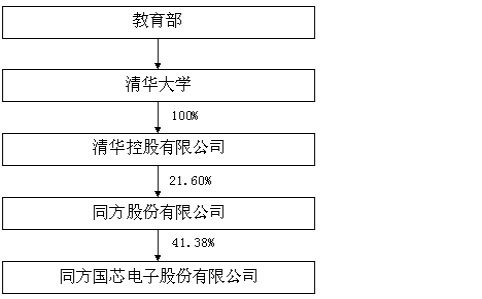 教育部
清华大学
100%
清华控股有限公司
21.60%
同方股份有限公司
41.38%
同方国芯电子股份有限公司